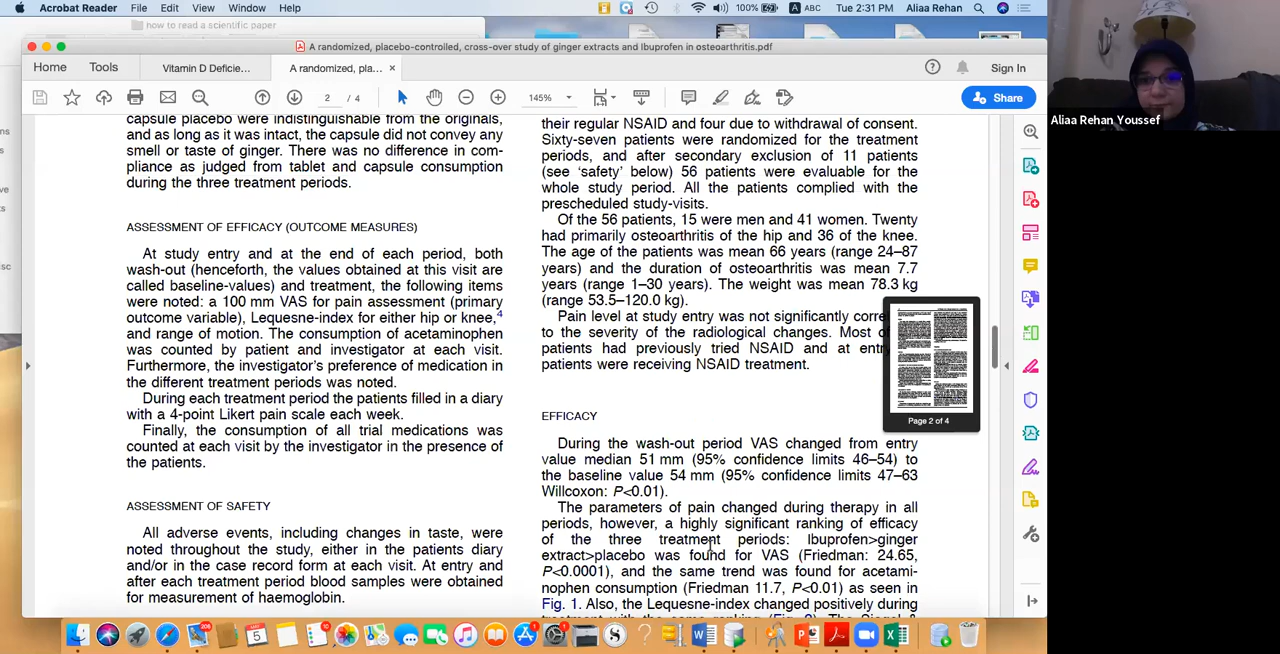 Acrobat Reader File Edit View Window Help
100% ABC Tue 2:31 PM Aliaa Rehan
how to read a scientific paper
A randomized, placebo-controlled, cross-over study of ginger extracts and Ibuprofen in osteoarthritis.pdf
Home Tools Vitamin D Deficie... A randomized, pla... × Sign In
2 / 4 145% Share
Aliaa Rehan Youssef
capsule placebo were indistinguishable from the originals,
and as long as it was intact, the capsule did not convey any
smell or taste of ginger. There was no difference in com-
pliance as judged from tablet and capsule consumption
during the three treatment periods.
ASSESSMENT OF EFFICACY (OUTCOME MEASURES)
At study entry and at the end of each period, both
wash-out (henceforth, the values obtained at this visit are
called baseline-values) and treatment, the following items
were noted: a 100 mm VAS for pain assessment (primary
outcome variable), Lequesne-index for either hip or knee,4
and range of motion. The consumption of acetaminophen
was counted by patient and investigator at each visit.
Furthermore, the investigator's preference of medication in
the different treatment periods was noted.
During each treatment period the patients filled in a diary
with a 4-point Likert pain scale each week.
Finally, the consumption of all trial medications was
counted at each visit by the investigator in the presence of
the patients.
ASSESSMENT OF SAFETY
All adverse events, including changes in taste, were
noted throughout the study, either in the patients diary
and/or in the case record form at each visit. At entry and
after each treatment period blood samples were obtained
for measurement of haemoglobin.
their regular NSAID and four due to withdrawal of consent.
Sixty-seven patients were randomized for the treatment
periods, and after secondary exclusion of 11 patients
(see ‘safety’ below) 56 patients were evaluable for the
whole study period. All the patients complied with the
prescheduled study-visits.
Of the 56 patients, 15 were men and 41 women. Twenty
had primarily osteoarthritis of the hip and 36 of the knee.
The age of the patients was mean 66 years (range 24–87
years) and the duration of osteoarthritis was mean 7.7
years (range 1–30 years). The weight was mean 78.3 kg
(range 53.5–120.0 kg).
Pain level at study entry was not significantly corre
to the severity of the radiological changes. Most of
patients had previously tried NSAID and at entry
patients were receiving NSAID treatment.
Page 2 of 4
EFFICACY
During the wash-out period VAS changed from entry
value median 51 mm (95% confidence limits 46–54) to
the baseline value 54 mm (95% confidence limits 47–63
Willcoxon: P<0.01).
The parameters of pain changed during therapy in all
periods, however, a highly significant ranking of efficacy
of the three treatment periods: Ibuprofen>ginger
extract>placebo was found for VAS (Friedman: 24.65,
P<0.0001), and the same trend was found for acetami-
nophen consumption (Friedman 11.7, P<0.01) as seen in
Fig. 1. Also, the Lequesne-index changed positively during